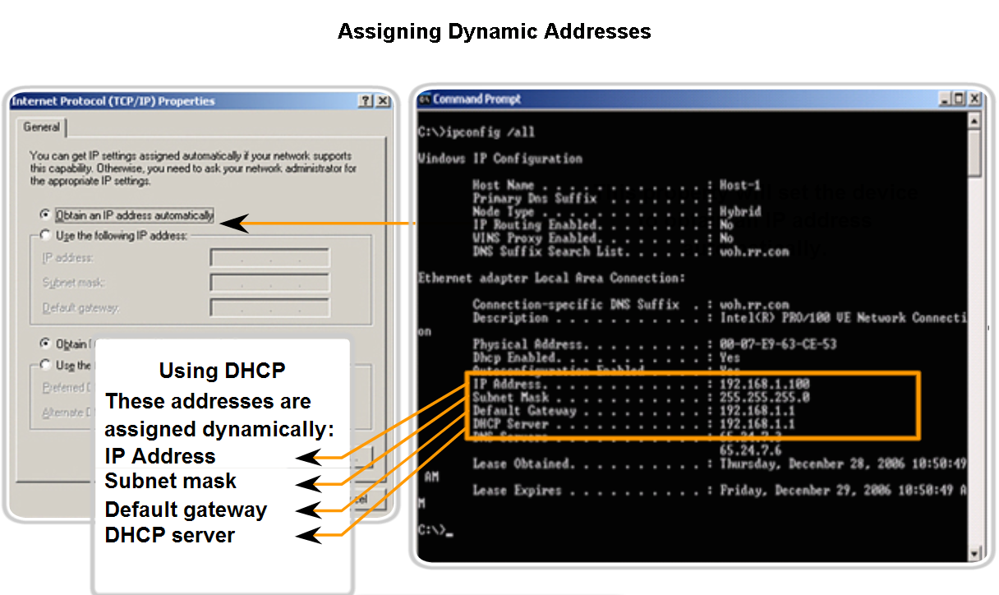 Assigning Dynamic Addresses
Internet Protocol (TCP/IP) Properties
General
You can get IP settings assigned automatically if your network supports
this capability. Otherwise, you need to ask your network administrator for
the appropriate IP settings.
Obtain an IP address automatically
Use the following IP address:
IP address:
Subnet mask:
Default gateway:
Obtain
Use the
Preferred D
Alternate D
Using DHCP
These addresses are
assigned dynamically:
IP Address
Subnet mask
Default gateway
DHCP server
Command Prompt
C:\>ipconfig /all
Windows IP Configuration
Host Name . . . . . . . . . . . . : Host-1
Primary Dns Suffix . . . . . . . :
Node Type . . . . . . . . . . . . : Hybrid
IP Routing Enabled. . . . . . . . : No
WINS Proxy Enabled. . . . . . . . : No
DNS Suffix Search List. . . . . . : woh.rr.com
will set the device
IP address
Ethernet adapter Local Area Connection:
Connection-specific DNS Suffix . : woh.rr.com
Description . . . . . . . . . . . : Intel(R) PRO/100 VE Network Connecti
on
Physical Address. . . . . . . . . : 00-07-E9-63-CE-53
Dhcp Enabled. . . . . . . . . . . : Yes
Autoconfiguration Enabled . . . . : Yes
IP Address. . . . . . . . . . . . : 192.168.1.100
Subnet Mask . . . . . . . . . . . : 255.255.255.0
Default Gateway . . . . . . . . . : 192.168.1.1
DHCP Server . . . . . . . . . . . : 192.168.1.1
DNS Servers . . . . . . . . . . . : 65.24.7.3
65.24.7.6
Lease Obtained. . . . . . . . . . : Thursday, December 28, 2006 10:50:49
AM
Lease Expires . . . . . . . . . . : Friday, December 29, 2006 10:50:49 A
M
C:\>_